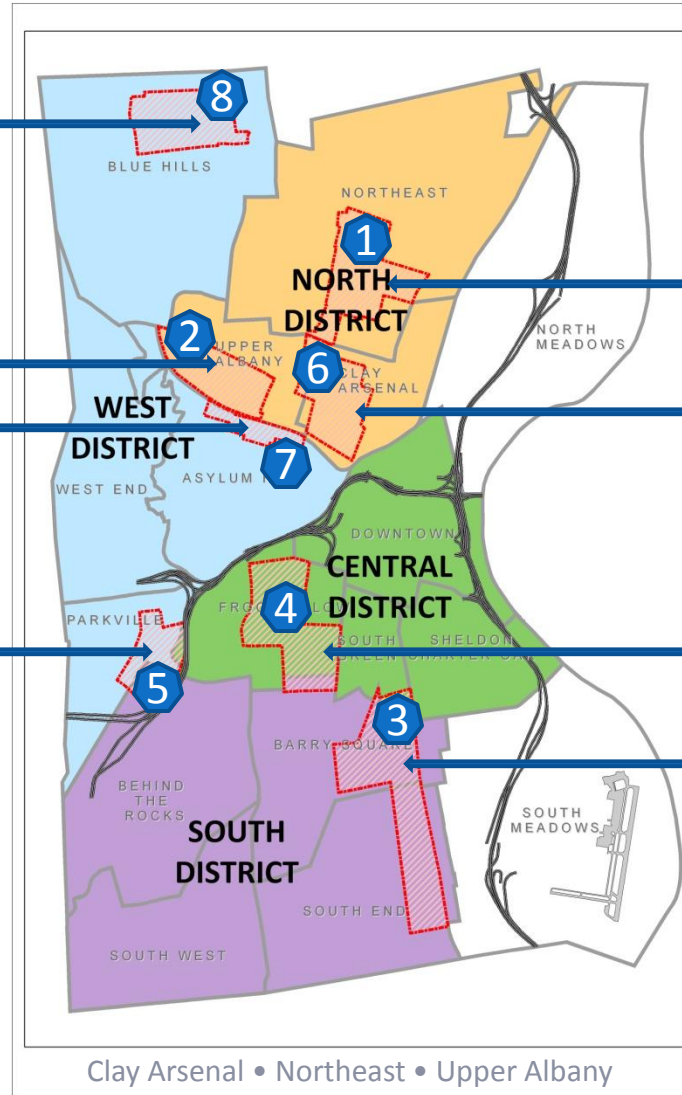 8
BLUE HILLS
NORTHEAST
1
NORTH
DISTRICT
NORTH
MEADOWS
2
UPPER
ALBANY
6
CLAY
ARSENAL
WEST
DISTRICT
7
ASYLUM
WEST END
DOWNTOWN
CENTRAL
DISTRICT
4
PARKVILLE
SOUTH
GREEN
SHELDON
5
3
BARRY SQUARE
BEHIND
THE
ROCKS
SOUTH
MEADOWS
SOUTH
DISTRICT
SOUTH END
SOUTH WEST
Clay Arsenal • Northeast • Upper Albany